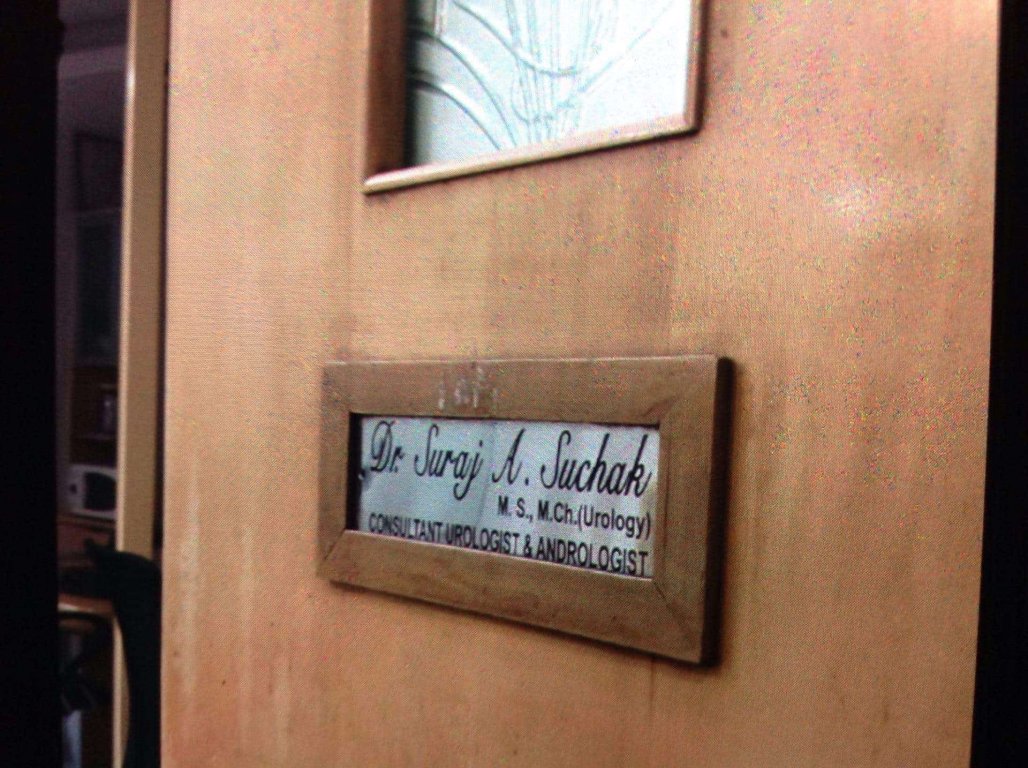 Dr. Suraj A. Suchak
M. S., M.Ch.(Urology)
CONSULTANT UROLOGIST & ANDROLOGIST